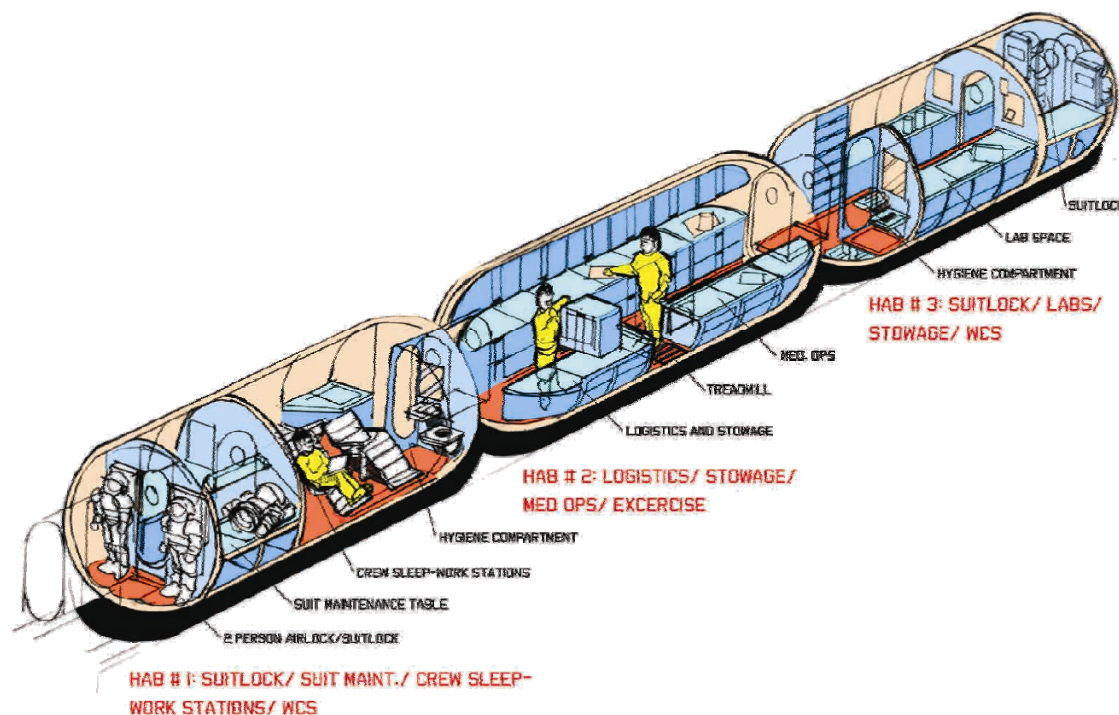 SUITLOCK
LAB SPACE
HYGIENE COMPARTMENT
HAB # 3: SUITLOCK/ LABS/
STOWAGE/ WCS
MED. OPS
TREADMILL
LOGISTICS AND STOWAGE
HAB # 2: LOGISTICS/ STOWAGE/
MED OPS/ EXCERCISE
HYGIENE COMPARTMENT
CREW SLEEP-WORK STATIONS
SUIT MAINTENANCE TABLE
2 PERSON AIRLOCK/SUITLOCK
HAB # 1: SUITLOCK/ SUIT MAINT./ CREW SLEEP-
WORK STATIONS/ WCS